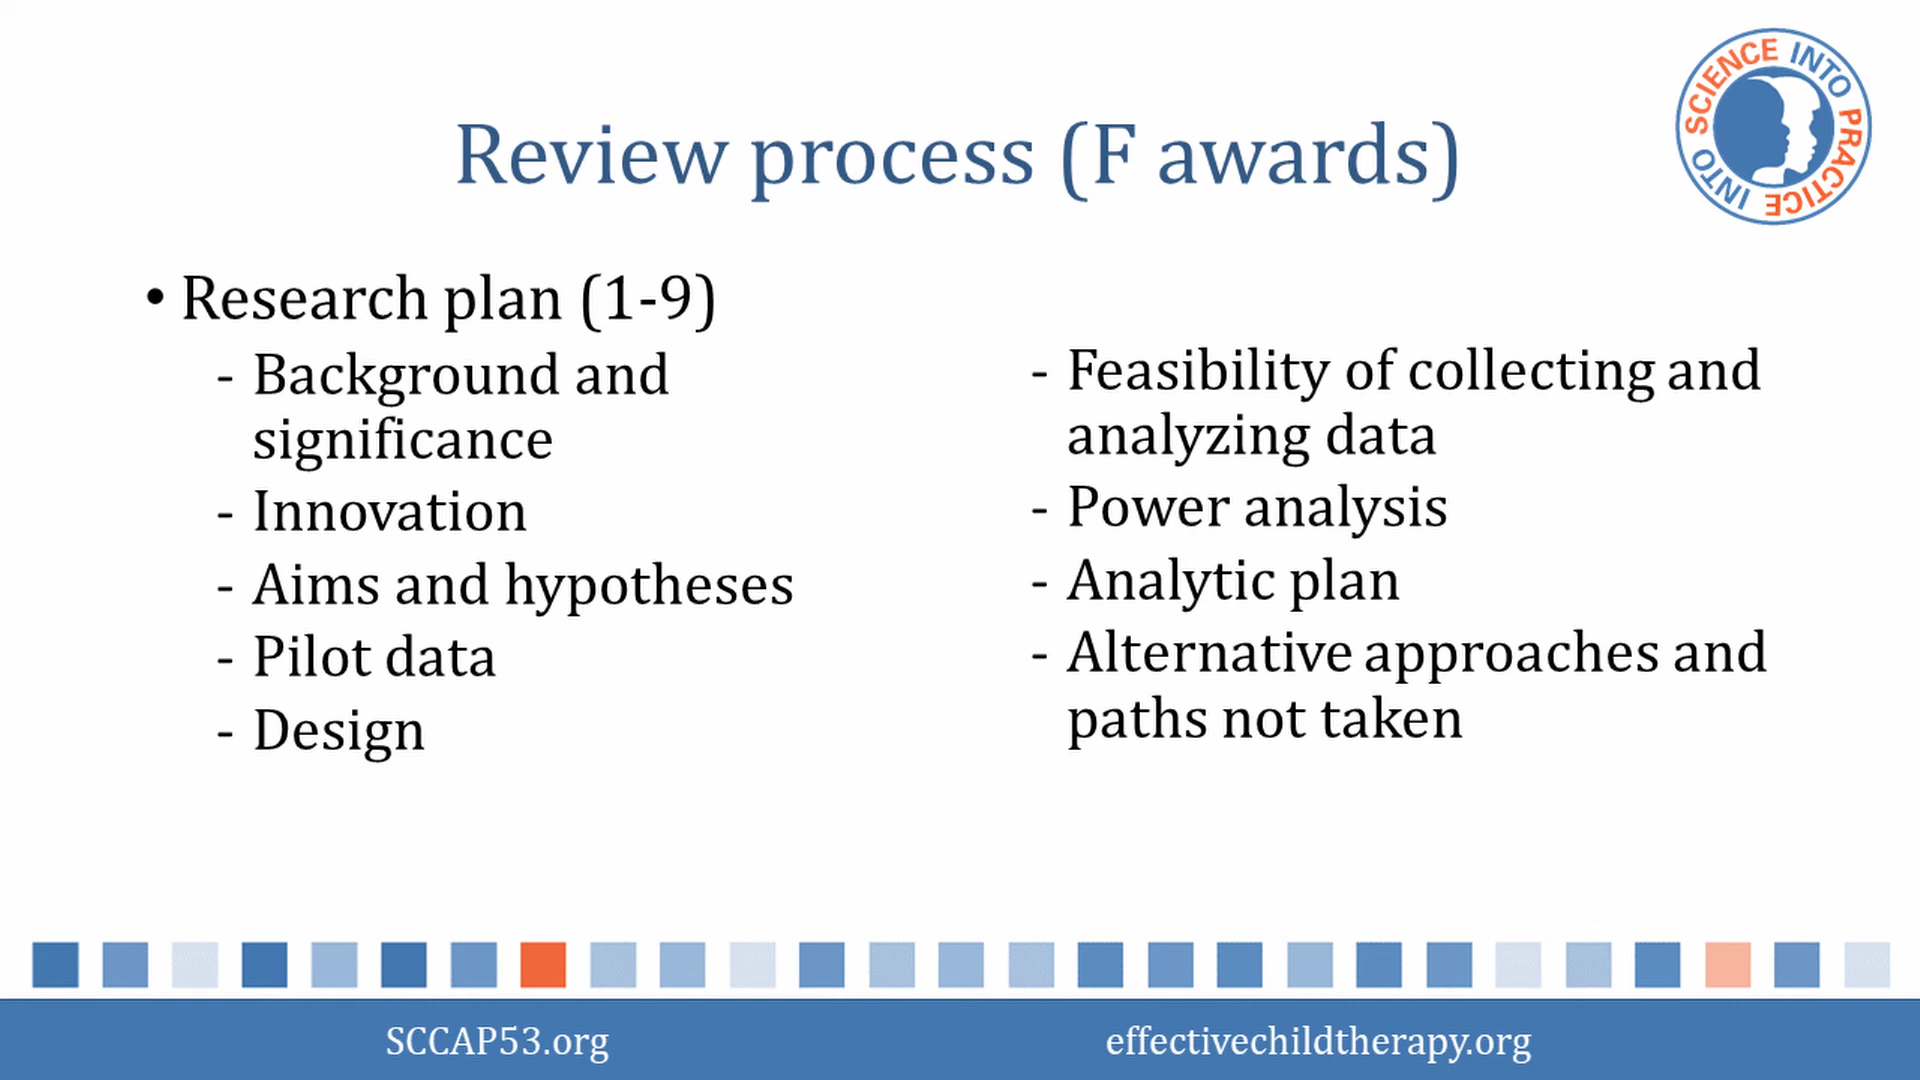 Review process (F awards)
SCIENCE INTO PRACTICE INTO
• Research plan (1-9)
- Background and
significance
- Innovation
- Aims and hypotheses
- Pilot data
- Design
- Feasibility of collecting and
analyzing data
- Power analysis
- Analytic plan
- Alternative approaches and
paths not taken
SCCAP53.org
effectivechildtherapy.org